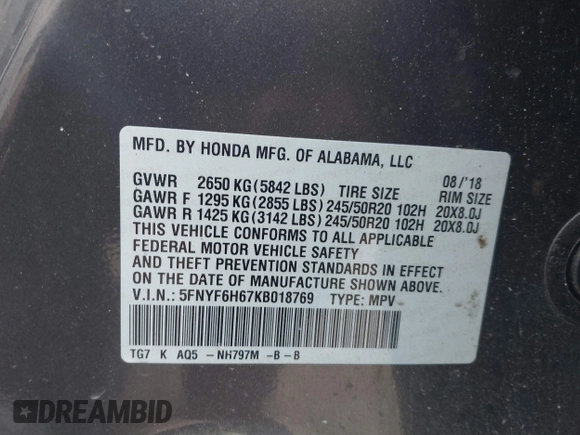 MFD. BY HONDA MFG. OF ALABAMA, LLC
GVWR 2650 KG (5842 LBS) TIRE SIZE 08/'18 RIM SIZE
GAWR F 1295 KG (2855 LBS) 245/50R20 102H 20X8.0J
GAWR R 1425 KG (3142 LBS) 245/50R20 102H 20X8.0J
THIS VEHICLE CONFORMS TO ALL APPLICABLE
FEDERAL MOTOR VEHICLE SAFETY
AND THEFT PREVENTION STANDARDS IN EFFECT
ON THE DATE OF MANUFACTURE SHOWN ABOVE.
V.I.N.: 5FNYF6H67KB018769 TYPE: MPV
TG7 K AQ5 -NH797M -B -B
DREAMBID